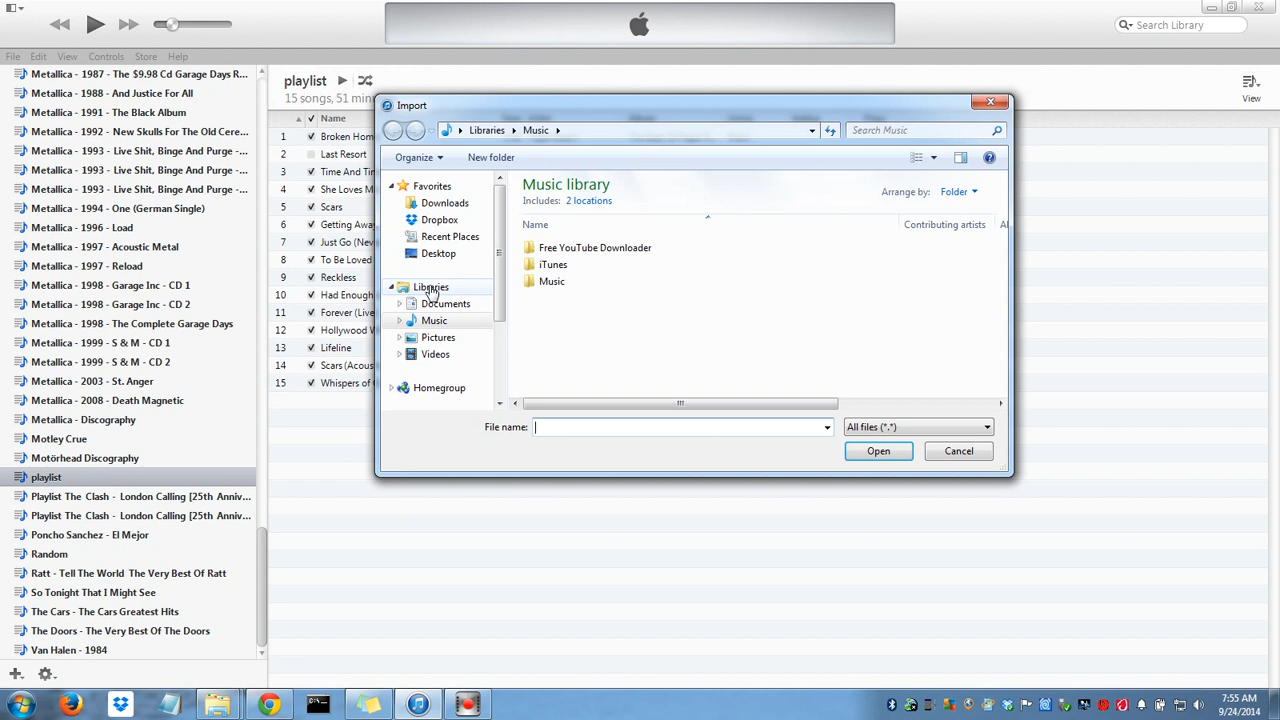 Search Library
File Edit View Controls Store Help
Metallica - 1987 - The $9.98 Cd Garage Days R...
Metallica - 1988 - And Justice For All
Metallica - 1991 - The Black Album
Metallica - 1992 - New Skulls For The Old Cere...
Metallica - 1993 - Live Shit, Binge And Purge -...
Metallica - 1993 - Live Shit, Binge And Purge -...
Metallica - 1993 - Live Shit, Binge And Purge -...
Metallica - 1994 - One (German Single)
Metallica - 1996 - Load
Metallica - 1997 - Acoustic Metal
Metallica - 1997 - Reload
Metallica - 1998 - Garage Inc - CD 1
Metallica - 1998 - Garage Inc - CD 2
Metallica - 1998 - The Complete Garage Days
Metallica - 1999 - S & M - CD 1
Metallica - 1999 - S & M - CD 2
Metallica - 2003 - St. Anger
Metallica - 2008 - Death Magnetic
Metallica - Discography
Motley Crue
Motörhead Discography
playlist
Playlist The Clash - London Calling [25th Anniv...
Playlist The Clash - London Calling [25th Anniv...
Poncho Sanchez - El Mejor
Random
Ratt - Tell The World The Very Best Of Ratt
So Tonight That I Might See
The Cars - The Cars Greatest Hits
The Doors - The Very Best Of The Doors
Van Halen - 1984
playlist
15 songs, 51 min
View
Name
1 Broken Hom
2 Last Resort
3 Time And Tin
4 She Loves M
5 Scars
6 Getting Away
7 Just Go (Nev
8 To Be Loved
9 Reckless
10 Had Enough
11 Forever (Live
12 Hollywood W
13 Lifeline
14 Scars (Acous
15 Whispers of
Import
Libraries Music
Search Music
Organize New folder
Favorites
Downloads
Dropbox
Recent Places
Desktop
Libraries
Documents
Music
Pictures
Videos
Homegroup
Music library
Includes: 2 locations
Arrange by: Folder
Name Contributing artists Al
Free YouTube Downloader
iTunes
Music
File name: All files (*.*)
Open Cancel
7:55 AM
9/24/2014